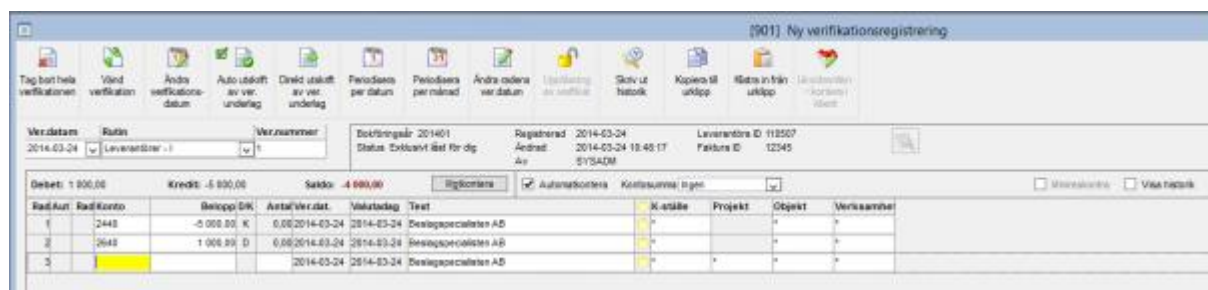 [901] Ny verifikationsregistrering
Tag bort hela verifikationen
Vänd verifikation
Ändra verifikations-datum
Auto utskrift av ver. underlag
Direkt utskrift av ver. underlag
Periodisera per datum
Periodisera per månad
Ändra radens ver.datum
Skriv ut historik
Kopiera till urklipp
Klistra in från urklipp
Ver.datum Rutin Ver.nummer
2014-03-24 Leverantörer - I 1
Bokföringsår 201401 Registrerad 2014-03-24 Leverantörs ID 118507
Status Exklusivt låst för dig Ändrad 2014-03-24 10:48:17 Faktura ID 12345
Av SYSADM
Debet: 1 000,00 Kredit: -5 000,00 Saldo: -4 000,00 Automatkontera Kontosumma Ingen Visa historik
Rad Aut Rad Konto Belopp D/K Antal Ver.dat. Valutadag Text K-ställe Projekt Objekt Verksamhet
1 2440 -5 000,00 K 0,00 2014-03-24 2014-03-24 Beslagspecialisten AB * * *
2 2640 1 000,00 D 0,00 2014-03-24 2014-03-24 Beslagspecialisten AB * * *
3 2014-03-24 2014-03-24 Beslagspecialisten AB * * * *